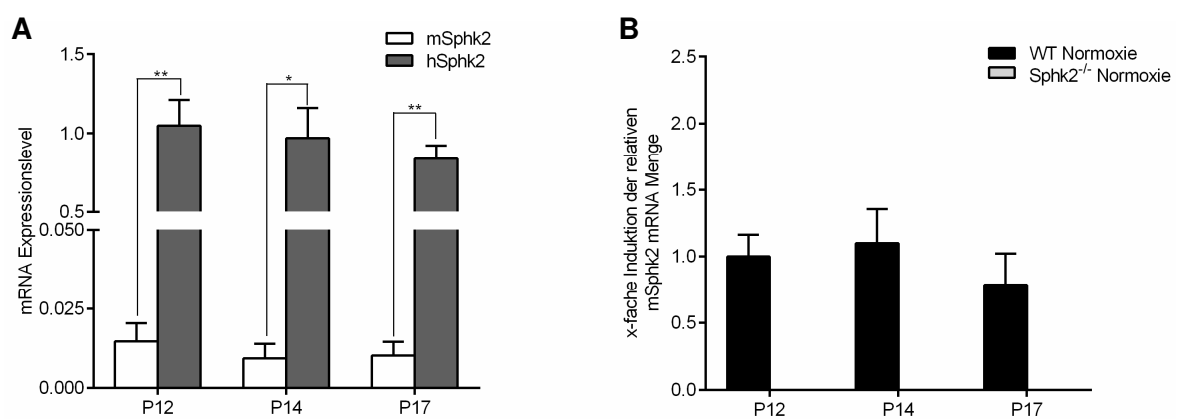 A
mSphk2
hSphk2
mRNA Expressionslevel
1.5
1.0
0.5
0.050
0.025
0.000
**
*
**
P12
P14
P17
B
WT Normoxie
Sphk2-/- Normoxie
x-fache Induktion der relativen
mSphk2 mRNA Menge
2.5
2.0
1.5
1.0
0.5
0.0
P12
P14
P17